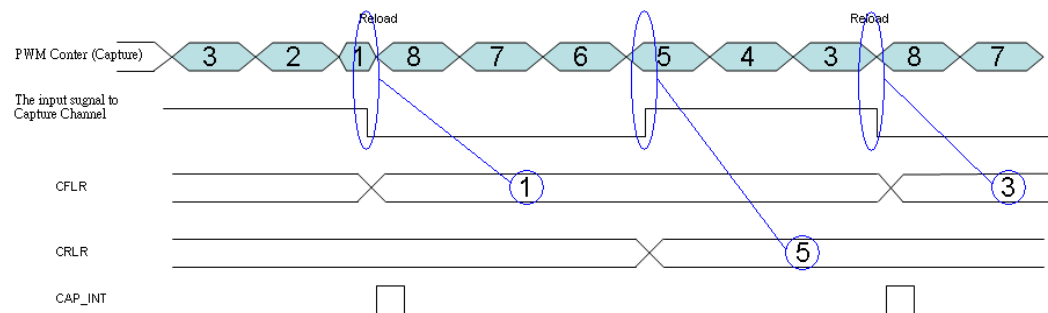 Reload Reload
PWM Conter (Capture) 3 2 1 8 7 6 5 4 3 8 7
The input sugnal to
Capture Channel
CFLR 1 3
CRLR 5
CAP_INT